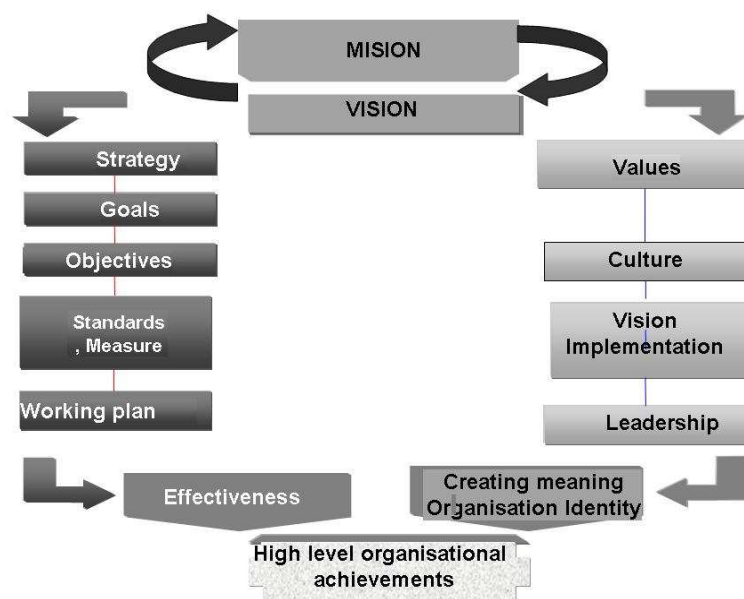 MISION
VISION
Strategy
Goals
Objectives
Standards
, Measure
Working plan
Values
Culture
Vision
Implementation
Leadership
Effectiveness
Creating meaning
Organisation Identity
High level organisational
achievements